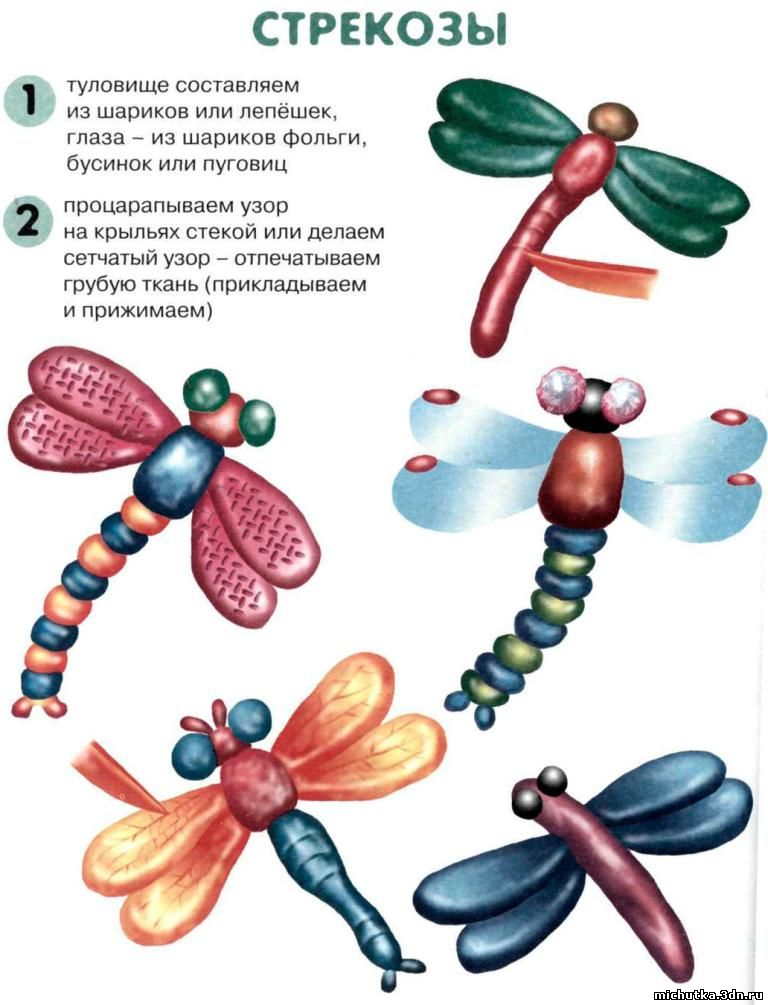 СТРЕКОЗЫ
1 туловище составляем
из шариков или лепёшек,
глаза – из шариков фольги,
бусинок или пуговиц
2 процарапываем узор
на крыльях стекой или делаем
сетчатый узор – отпечатываем
грубую ткань (прикладываем
и прижимаем)
michutka.3dn.ru